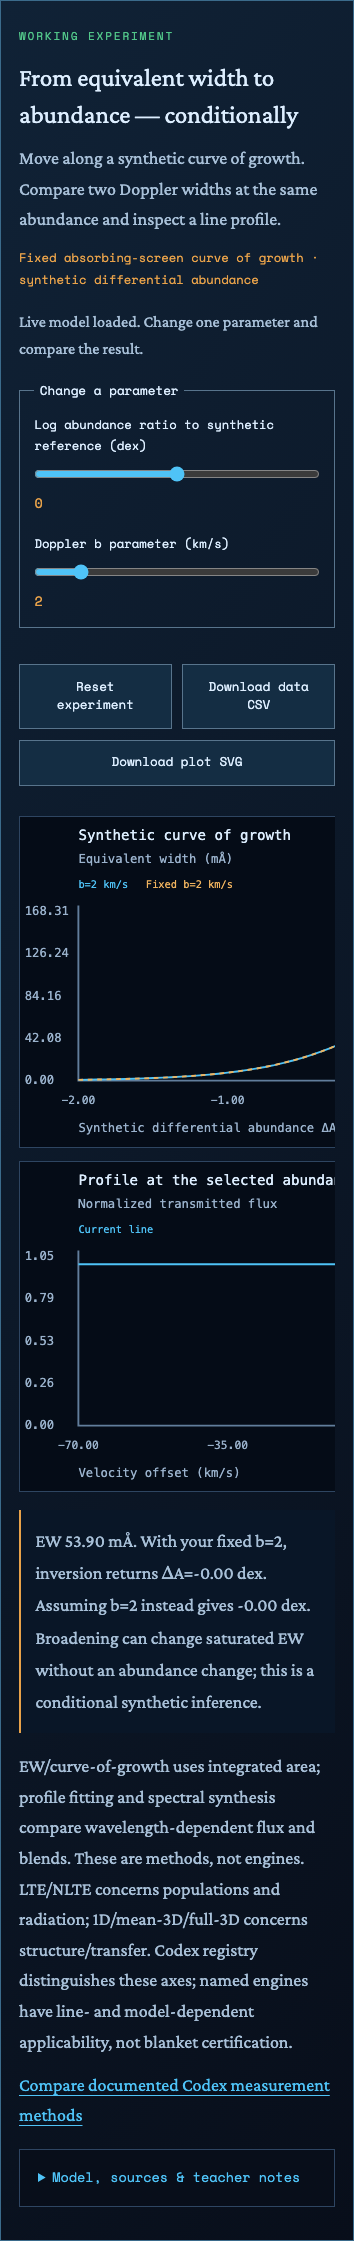 WORKING EXPERIMENT
From equivalent width to
abundance — conditionally
Move along a synthetic curve of growth.
Compare two Doppler widths at the same
abundance and inspect a line profile.
Fixed absorbing-screen curve of growth ·
synthetic differential abundance
Live model loaded. Change one parameter and
compare the result.
Change a parameter
Log abundance ratio to synthetic
reference (dex)
0
Doppler b parameter (km/s)
2
Reset
experiment
Download data
CSV
Download plot SVG
Synthetic curve of growth
Equivalent width (mÅ)
b=2 km/s Fixed b=2 km/s
168.31
126.24
84.16
42.08
0.00
-2.00 -1.00
Synthetic differential abundance ΔA
Profile at the selected abundan
Normalized transmitted flux
Current line
1.05
0.79
0.53
0.26
0.00
-70.00 -35.00
Velocity offset (km/s)
EW 53.90 mÅ. With your fixed b=2,
inversion returns ΔA=-0.00 dex.
Assuming b=2 instead gives -0.00 dex.
Broadening can change saturated EW
without an abundance change; this is a
conditional synthetic inference.
EW/curve-of-growth uses integrated area;
profile fitting and spectral synthesis
compare wavelength-dependent flux and
blends. These are methods, not engines.
LTE/NLTE concerns populations and
radiation; 1D/mean-3D/full-3D concerns
structure/transfer. Codex registry
distinguishes these axes; named engines
have line- and model-dependent
applicability, not blanket certification.
Compare documented Codex measurement
methods
Model, sources & teacher notes